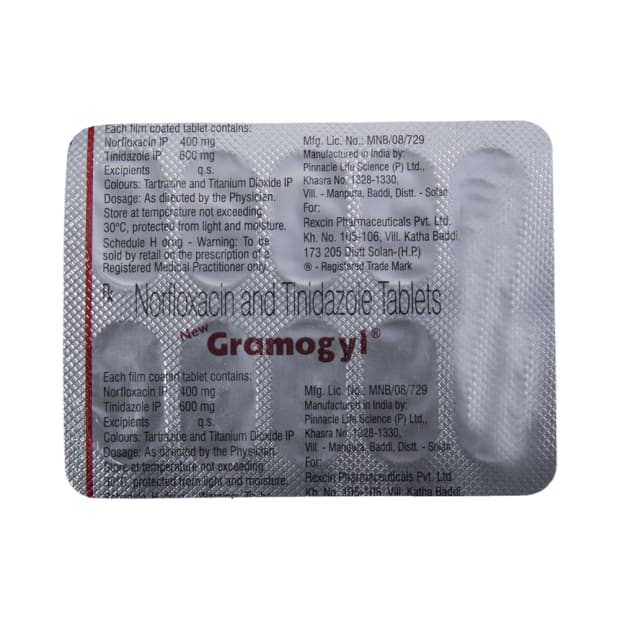 Each film coated tablet contains:
Norfloxacin IP 400 mg
Tinidazole IP 600 mg
Excipients q.s.
Colours: Tartrazine and Titanium Dioxide IP
Dosage: As directed by the Physician.
Store at temperature not exceeding
30°C, protected from light and moisture.
Schedule H drug - Warning: To be
sold by retail on the prescription of a
Registered Medical Practitioner only.
Mfg. Lic. No.: MNB/08/729
Manufactured in India by:
Pinnacle Life Science (P) Ltd.,
Khasra No. 1328-1330,
Vill. - Manpura, Baddi, Distt. - Solan
For:
Rexcin Pharmaceuticals Pvt. Ltd.
Kh. No. 105-106, Vill. Katha Baddi
173 205 Distt Solan-(H.P.)
® - Registered Trade Mark
Rx Norfloxacin and Tinidazole Tablets
New Gramogyl®
Each film coated tablet contains:
Norfloxacin IP 400 mg
Tinidazole IP 600 mg
Excipients q.s.
Colours: Tartrazine and Titanium Dioxide IP
Dosage: As directed by the Physician.
Store at temperature not exceeding
30°C, protected from light and moisture.
Schedule H drug - Warning: To be
Mfg. Lic. No.: MNB/08/729
Manufactured in India by:
Pinnacle Life Science (P) Ltd.,
Khasra No. 1328-1330,
Vill. - Manpura, Baddi, Distt. - Solan
For:
Rexcin Pharmaceuticals Pvt. Ltd.
Kh. No. 105-106, Vill. Katha Baddi